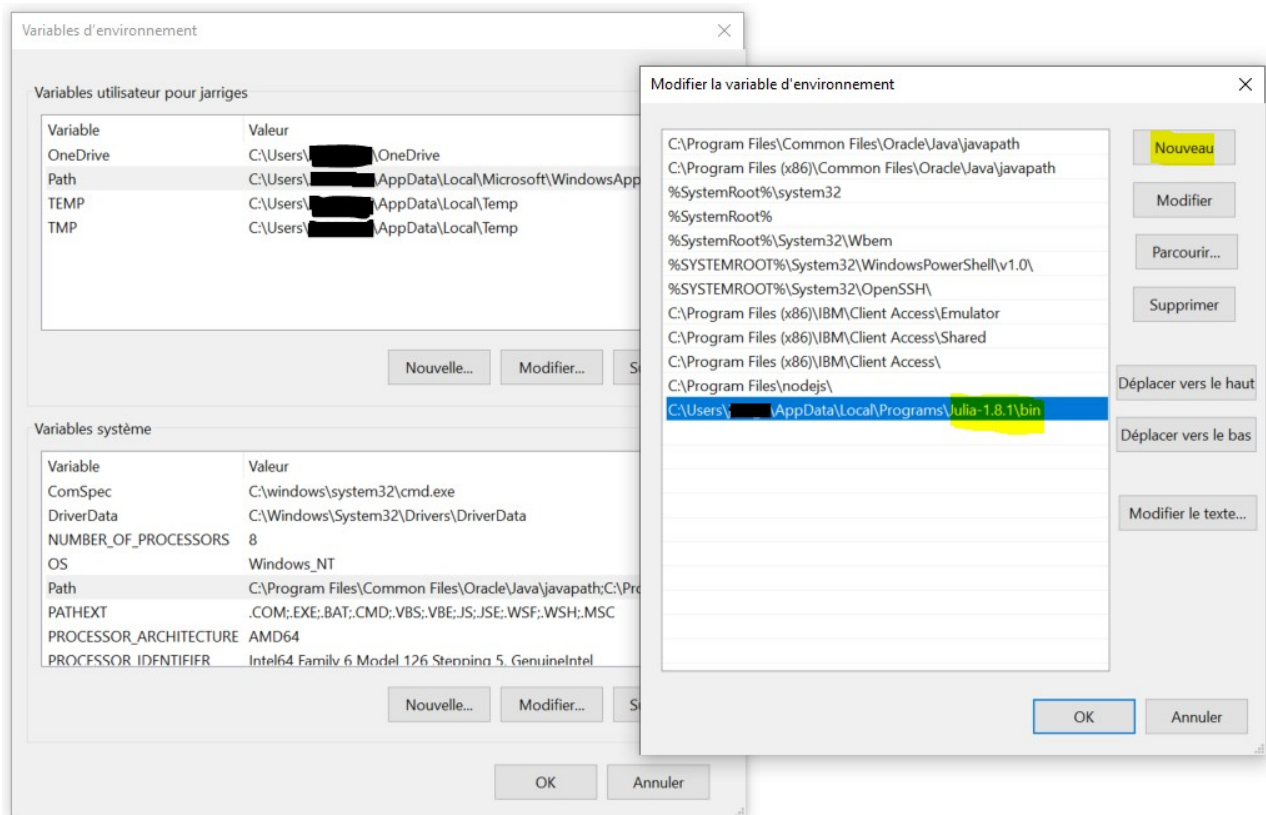 Variables d'environnement
Variables utilisateur pour jarriges
Variable Valeur
OneDrive C:\Users\ \OneDrive
Path C:\Users\ \AppData\Local\Microsoft\WindowsApp
TEMP C:\Users\ \AppData\Local\Temp
TMP C:\Users\ \AppData\Local\Temp
Nouvelle... Modifier... S
Variables système
Variable Valeur
ComSpec C:\windows\system32\cmd.exe
DriverData C:\Windows\System32\Drivers\DriverData
NUMBER_OF_PROCESSORS 8
OS Windows_NT
Path C:\Program Files\Common Files\Oracle\Java\javapath;C:\Pro
PATHEXT .COM;.EXE;.BAT;.CMD;.VBS;.VBE;.JS;.JSE;.WSF;.WSH;.MSC
PROCESSOR_ARCHITECTURE AMD64
PROCESSOR_IDENTIFIER Intel64 Family 6 Model 126 Stepping 5, GenuineIntel
Nouvelle... Modifier... S
OK Annuler
Modifier la variable d'environnement
C:\Program Files\Common Files\Oracle\Java\javapath
C:\Program Files (x86)\Common Files\Oracle\Java\javapath
%SystemRoot%\system32
%SystemRoot%
%SystemRoot%\System32\Wbem
%SYSTEMROOT%\System32\WindowsPowerShell\v1.0\
%SYSTEMROOT%\System32\OpenSSH\
C:\Program Files (x86)\IBM\Client Access\Emulator
C:\Program Files (x86)\IBM\Client Access\Shared
C:\Program Files (x86)\IBM\Client Access\
C:\Program Files\nodejs\
C:\Users\ \AppData\Local\Programs\Julia-1.8.1\bin
Nouveau
Modifier
Parcourir...
Supprimer
Déplacer vers le haut
Déplacer vers le bas
Modifier le texte...
OK Annuler